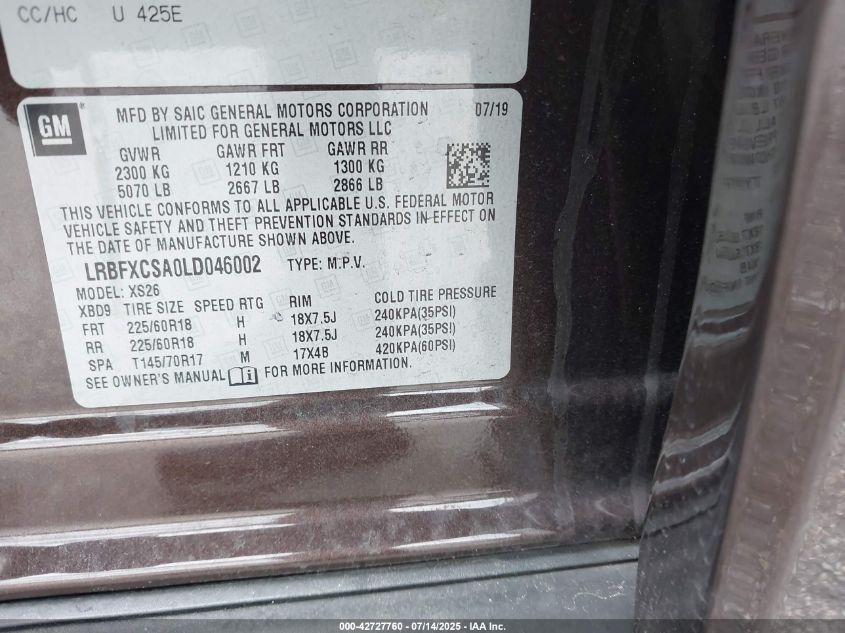 CC/HC U 425E
GM
MFD BY SAIC GENERAL MOTORS CORPORATION 07/19
LIMITED FOR GENERAL MOTORS LLC
GVWR GAWR FRT GAWR RR
2300 KG 1210 KG 1300 KG
5070 LB 2667 LB 2866 LB
THIS VEHICLE CONFORMS TO ALL APPLICABLE U.S. FEDERAL MOTOR
VEHICLE SAFETY AND THEFT PREVENTION STANDARDS IN EFFECT ON
THE DATE OF MANUFACTURE SHOWN ABOVE.
LRBFXCSA0LD046002 TYPE: M.P.V.
MODEL: XS26
XBD9 TIRE SIZE SPEED RTG RIM COLD TIRE PRESSURE
FRT 225/60R18 H 18X7.5J 240KPA(35PSI)
RR 225/60R18 H 18X7.5J 240KPA(35PSI)
SPA T145/70R17 M 17X4B 420KPA(60PSI)
SEE OWNER'S MANUAL i FOR MORE INFORMATION.
000-42727760 - 07/14/2025 - IAA Inc.